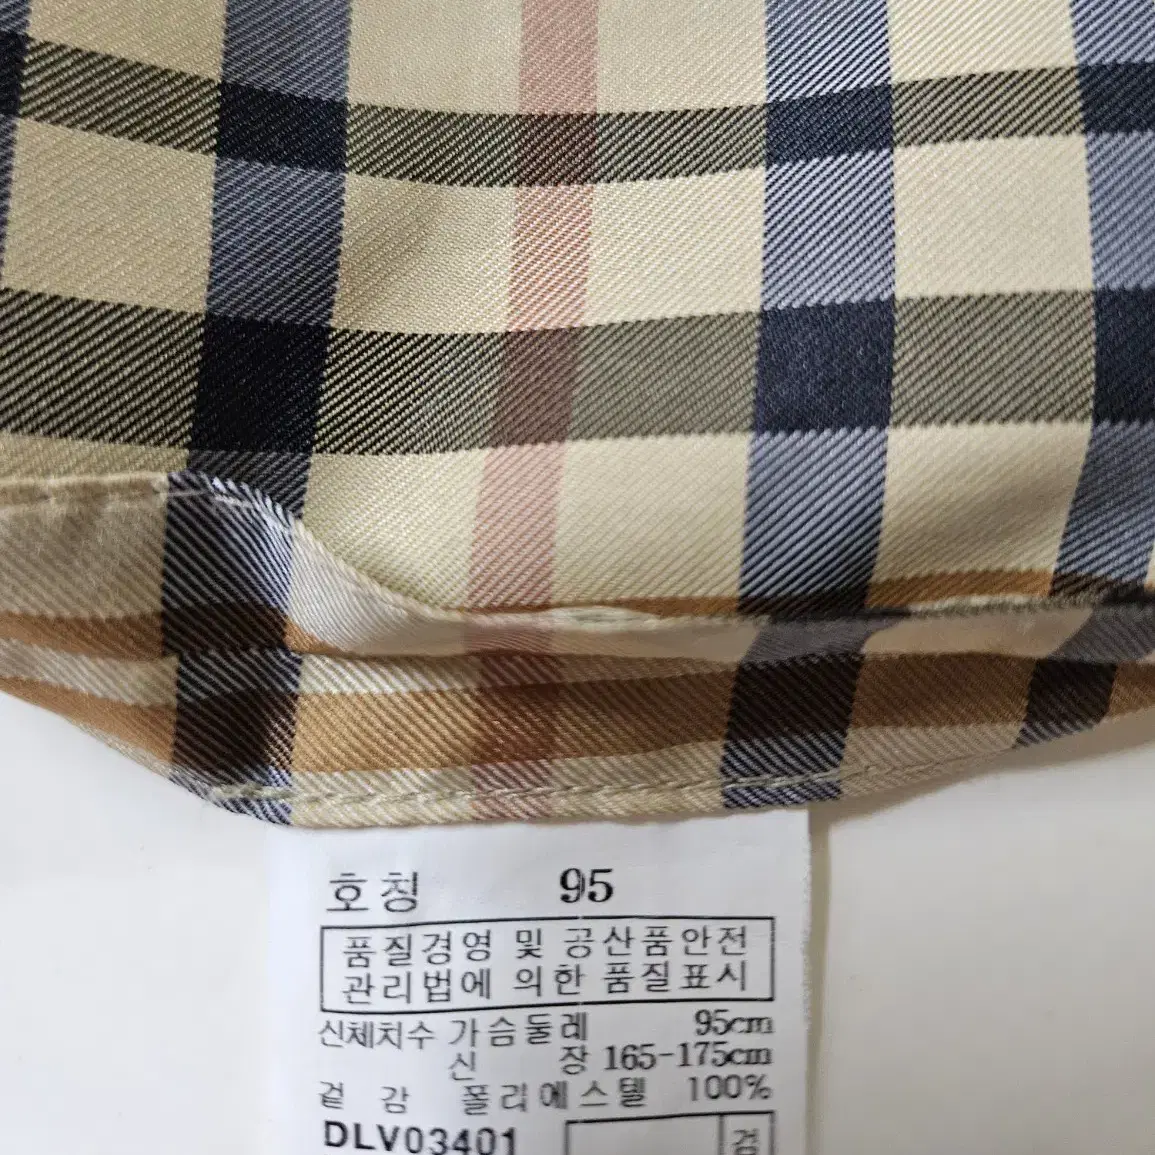 호칭 95
품질경영 및 공산품안전
관리법에 의한 품질표시
신체치수 가슴둘레 95cm
신장 165-175cm
겉감 폴리에스텔 100%
DLV03401 검